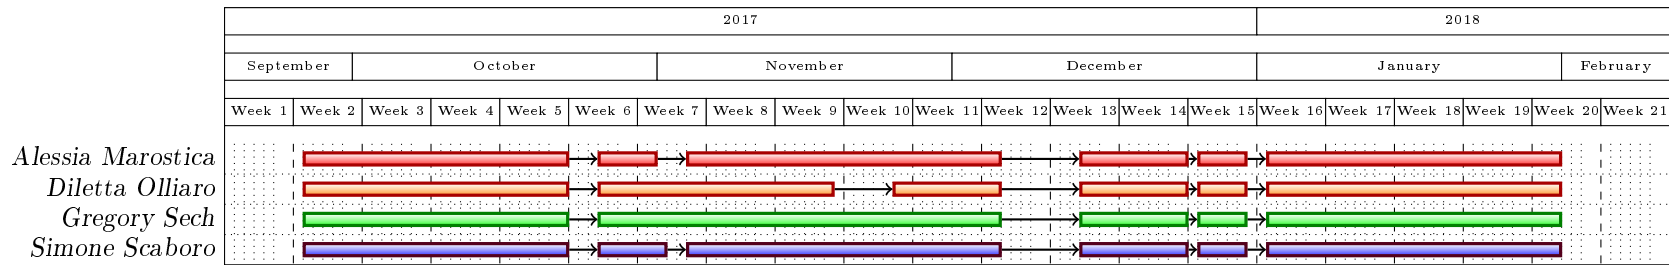 2017 2018
September October November December January February
Week 1 Week 2 Week 3 Week 4 Week 5 Week 6 Week 7 Week 8 Week 9 Week 10 Week 11 Week 12 Week 13 Week 14 Week 15 Week 16 Week 17 Week 18 Week 19 Week 20 Week 21
Alessia Marostica
Diletta Olliaro
Gregory Sech
Simone Scaboro